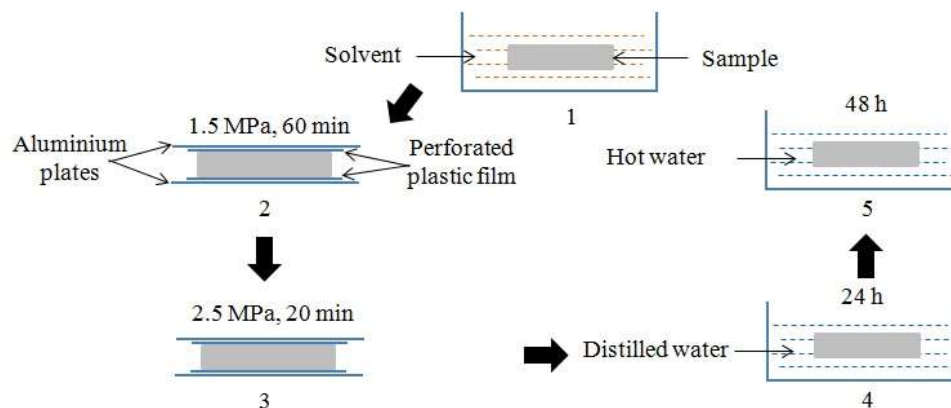 Solvent
Sample
1
1.5 MPa, 60 min
Aluminium
plates
Perforated
plastic film
2
2.5 MPa, 20 min
3
Distilled water
24 h
4
48 h
Hot water
5